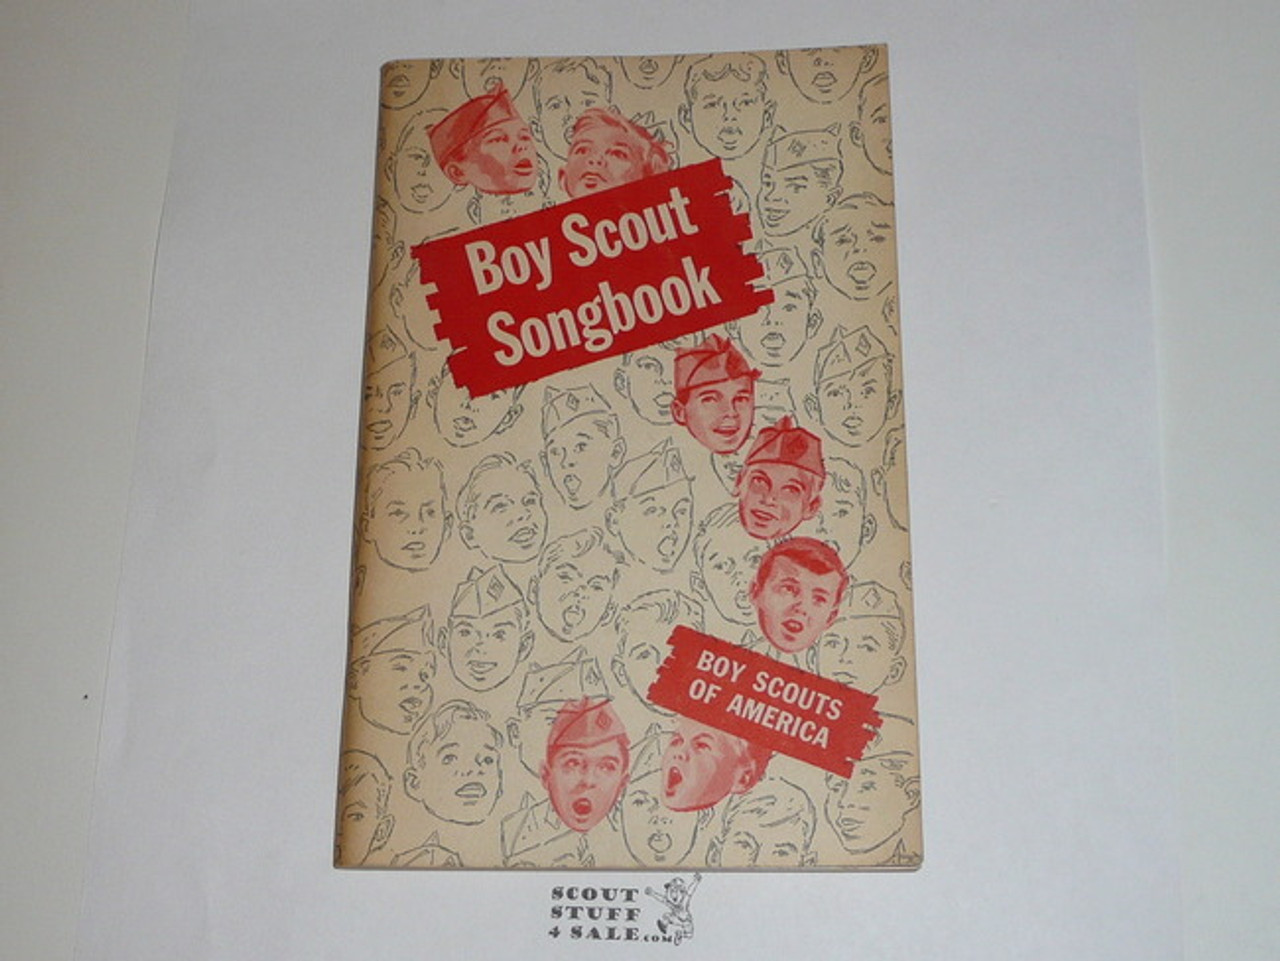 Boy Scout
Songbook
BOY SCOUTS
OF AMERICA
SCOUT
STUFF
4 SALE.COM